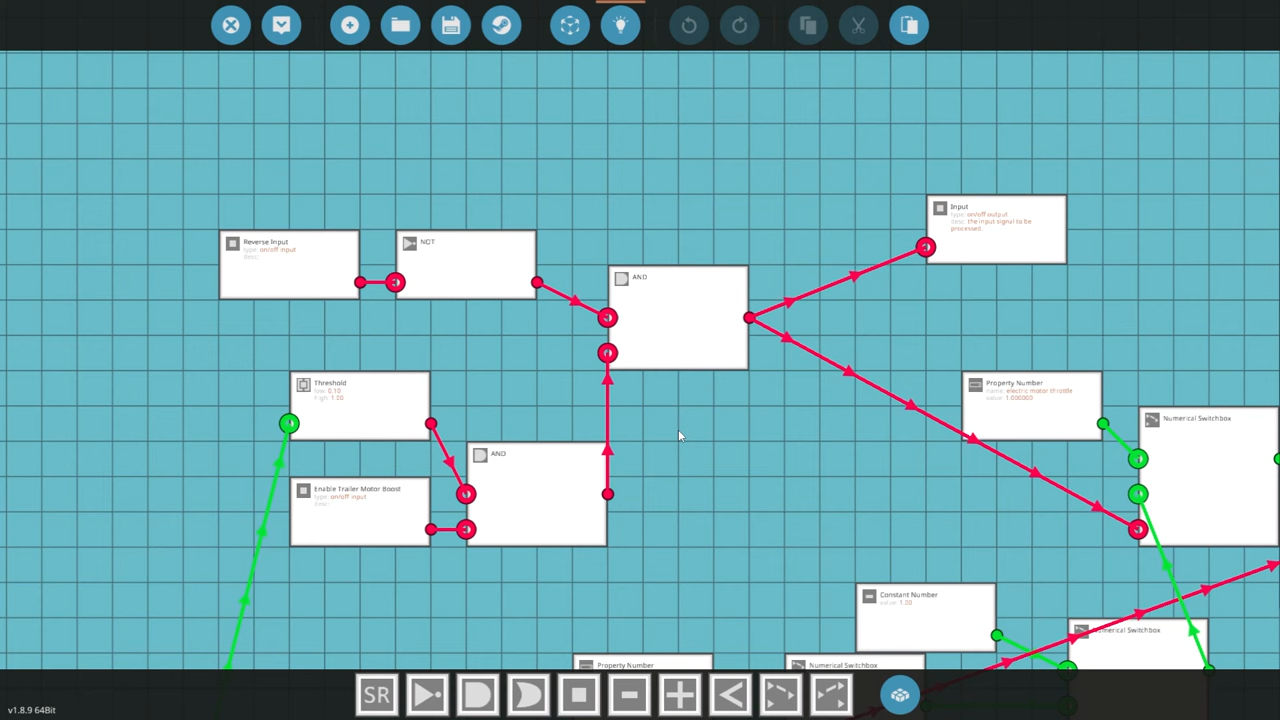 Input
type: on/off output
desc: the input signal to be
processed
Reverse Input
type: on/off input
desc:
NOT
AND
Threshold
low: 0.10
high: 1.00
Property Number
name: electric motor throttle
value: 1.000000
Numerical Switchbox
AND
Enable Trailer Motor Boost
type: on/off input
desc:
Constant Number
value: 1.00
Numerical Switchbox
Property Number
Numerical Switchbox
SR
v1.8.9 64Bit